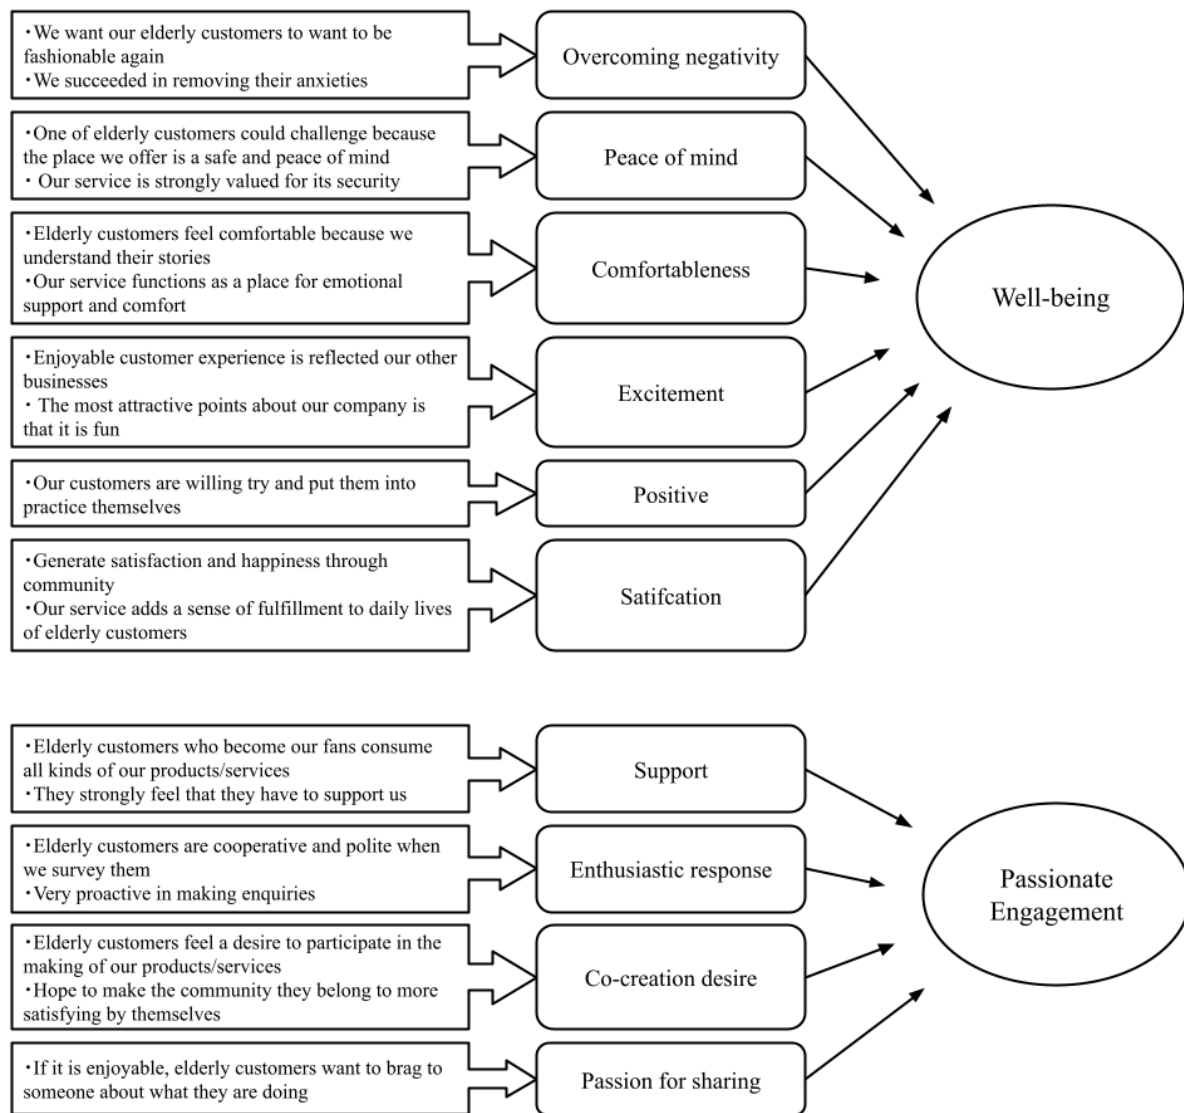 ・We want our elderly customers to want to be
fashionable again
・We succeeded in removing their anxieties
Overcoming negativity
・One of elderly customers could challenge because
the place we offer is a safe and peace of mind
・ Our service is strongly valued for its security
Peace of mind
・Elderly customers feel comfortable because we
understand their stories
・Our service functions as a place for emotional
support and comfort
Comfortableness
Well-being
・Enjoyable customer experience is reflected our other
businesses
・ The most attractive points about our company is
that it is fun
Excitement
・Our customers are willing try and put them into
practice themselves
Positive
・Generate satisfaction and happiness through
community
・Our service adds a sense of fulfillment to daily lives
of elderly customers
Satifcation
・Elderly customers who become our fans consume
all kinds of our products/services
・They strongly feel that they have to support us
Support
・Elderly customers are cooperative and polite when
we survey them
・Very proactive in making enquiries
Enthusiastic response
Passionate
Engagement
・Elderly customers feel a desire to participate in the
making of our products/services
・Hope to make the community they belong to more
satisfying by themselves
Co-creation desire
・If it is enjoyable, elderly customers want to brag to
someone about what they are doing
Passion for sharing